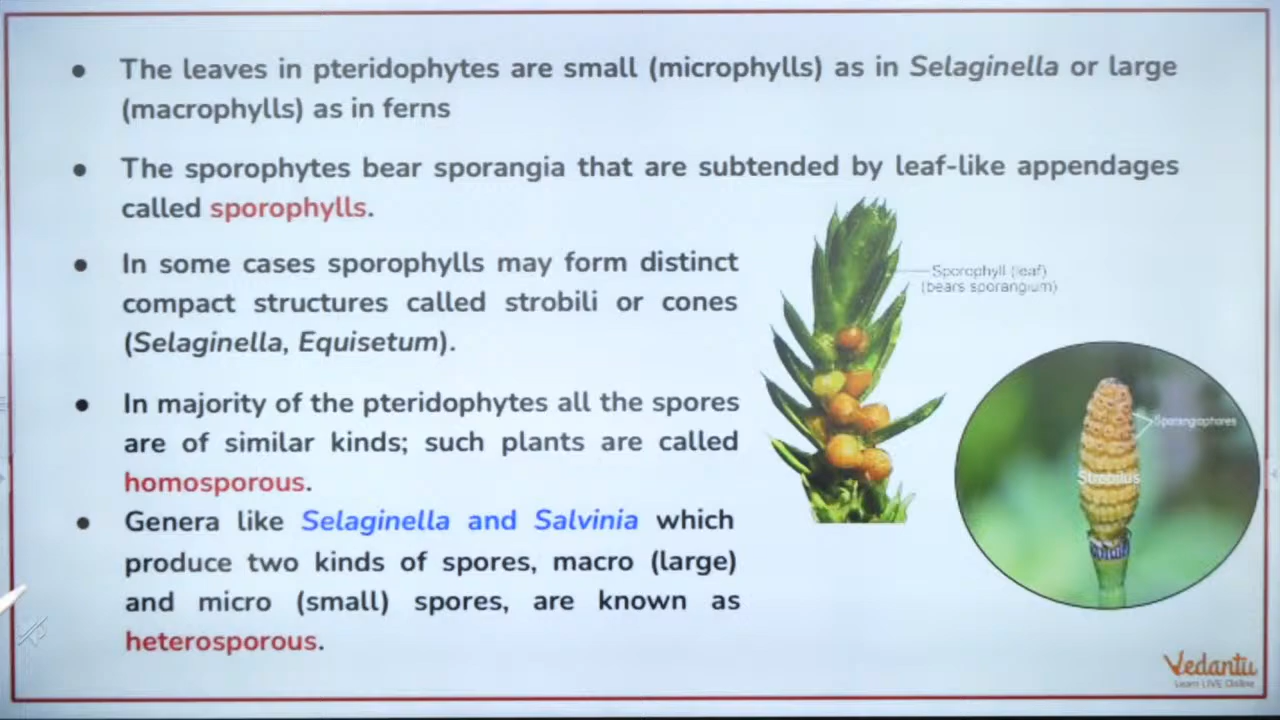 ● The leaves in pteridophytes are small (microphylls) as in Selaginella or large
(macrophylls) as in ferns
● The sporophytes bear sporangia that are subtended by leaf-like appendages
called sporophylls.
● In some cases sporophylls may form distinct
compact structures called strobili or cones
(Selaginella, Equisetum).
● In majority of the pteridophytes all the spores
are of similar kinds; such plants are called
homosporous.
● Genera like Selaginella and Salvinia which
produce two kinds of spores, macro (large)
and micro (small) spores, are known as
heterosporous.
Sporophyll (leaf)
(bears sporangium)
Sporangiophores
Strobilus
Vedantu
Learn LIVE Online